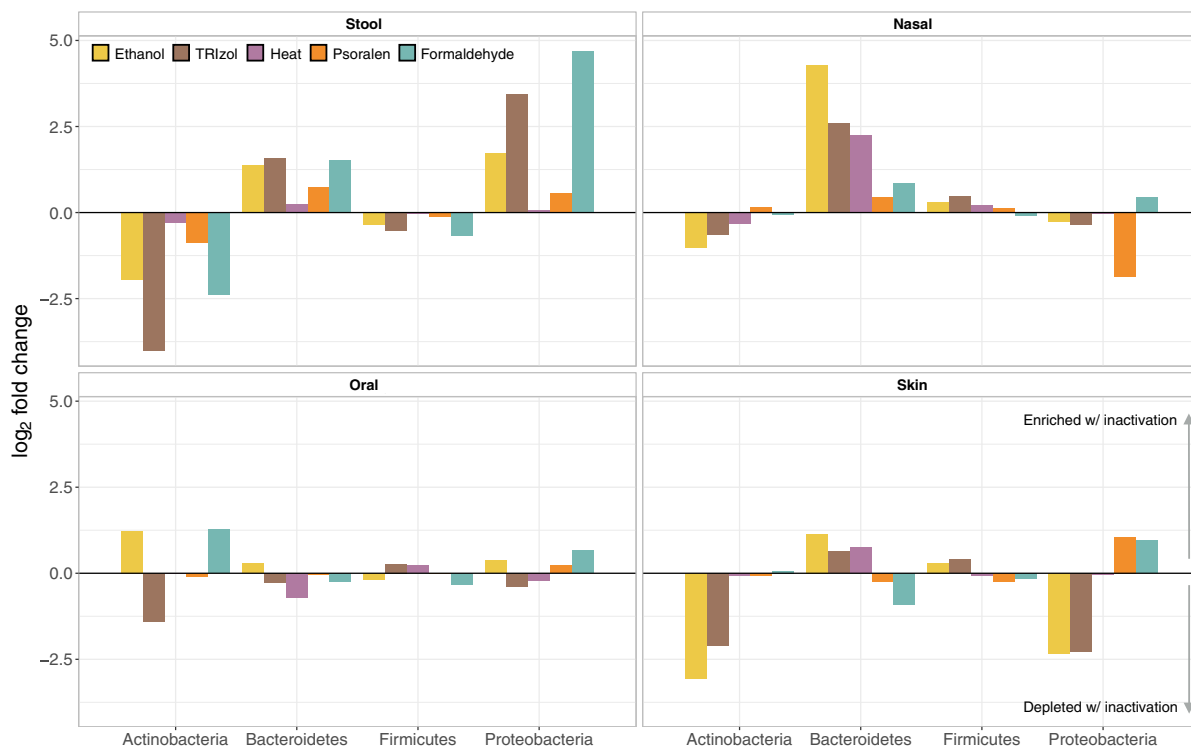 Stool
Nasal
Ethanol TRIzol Heat Psoralen Formaldehyde
5.0
2.5
0.0
−2.5
log₂ fold change
Oral
Skin
5.0
2.5
0.0
−2.5
Enriched w/ inactivation
Depleted w/ inactivation
Actinobacteria Bacteroidetes Firmicutes Proteobacteria
Actinobacteria Bacteroidetes Firmicutes Proteobacteria